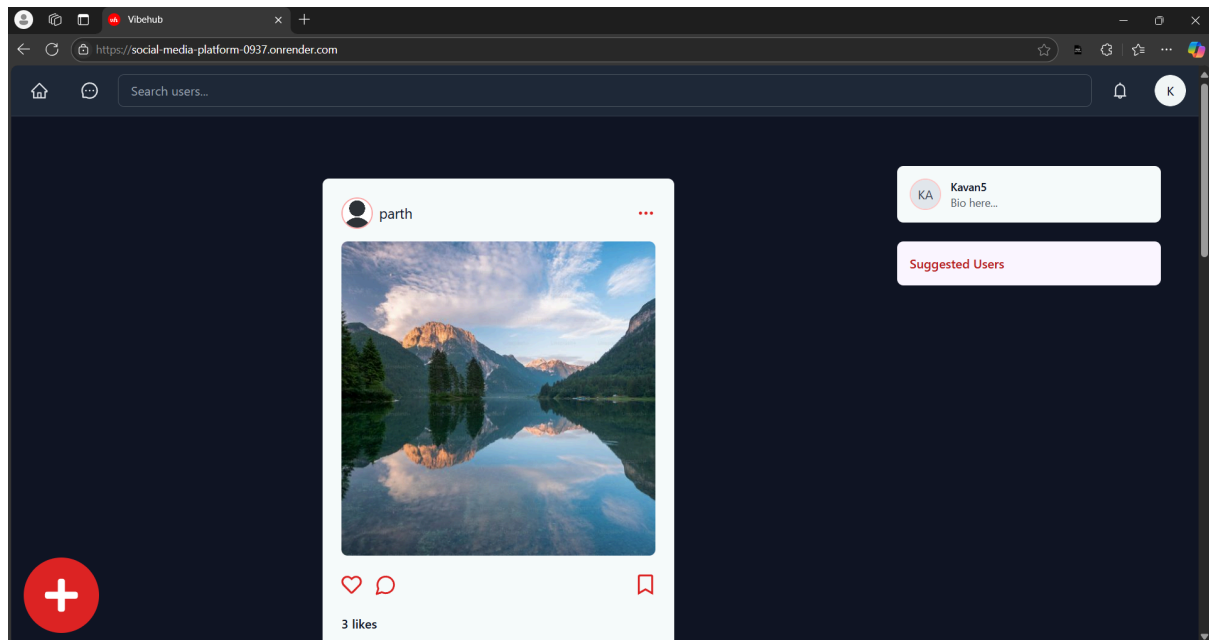 Vibehub
https://social-media-platform-0937.onrender.com
Search users...
K
parth
KA
Kavan5
Bio here...
Suggested Users
3 likes